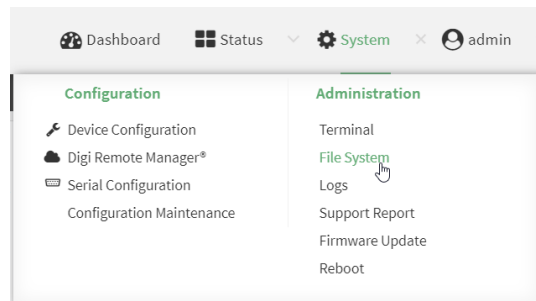 Dashboard Status System admin
Configuration
Device Configuration
Digi Remote Manager®
Serial Configuration
Configuration Maintenance
Administration
Terminal
File System
Logs
Support Report
Firmware Update
Reboot